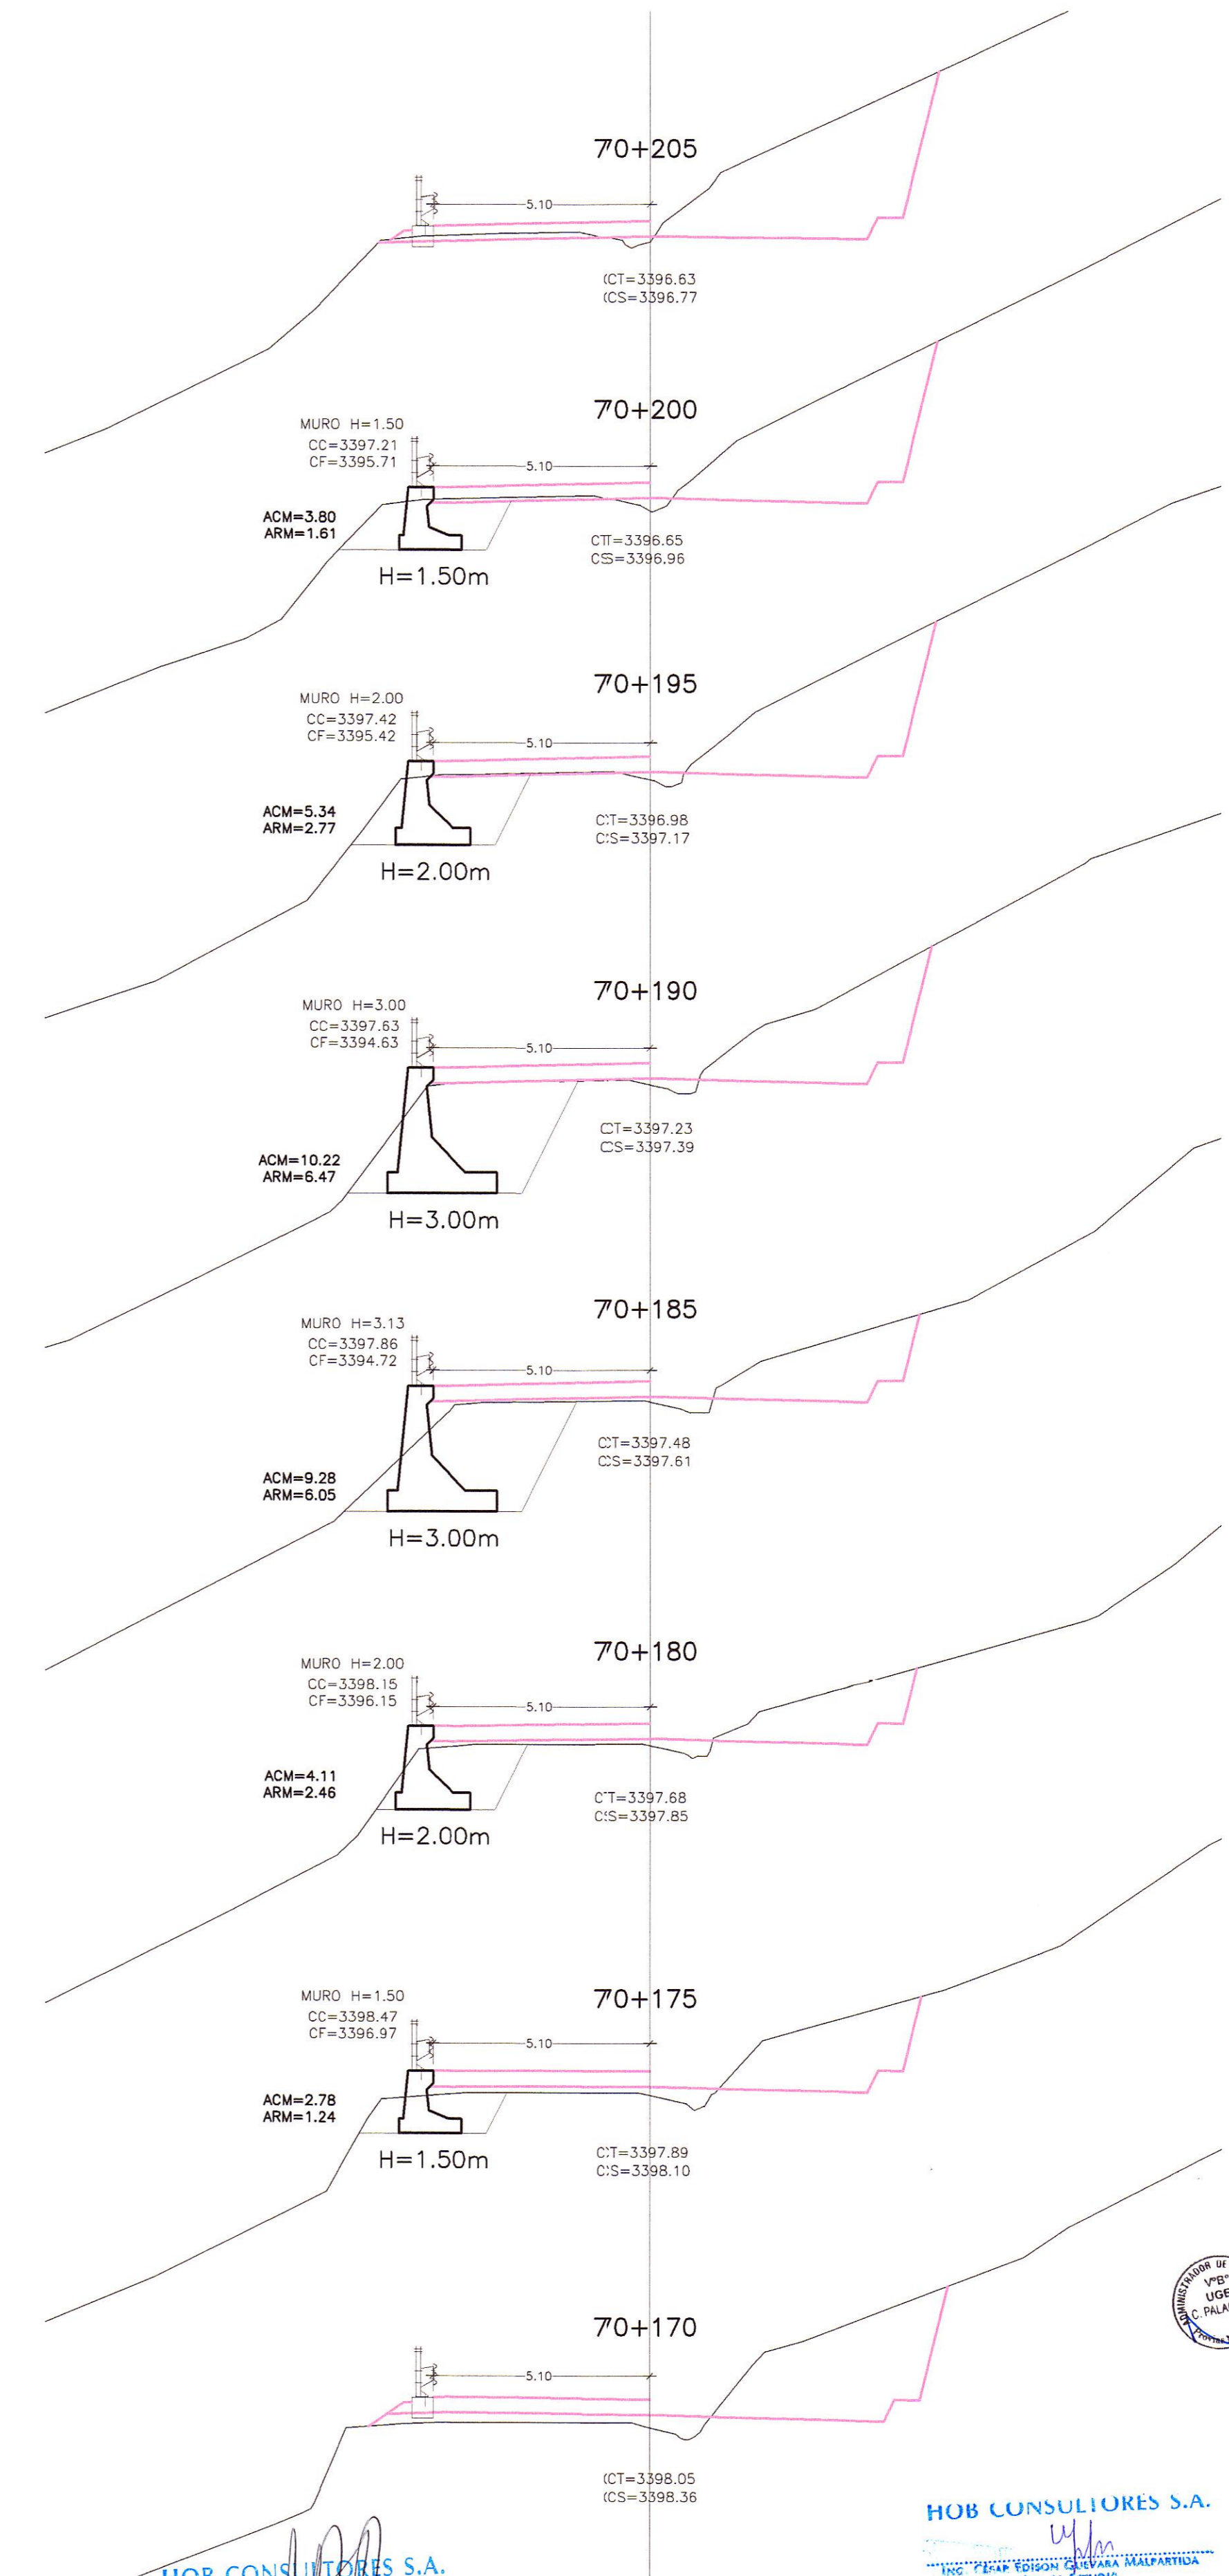 70+205
5.10
CT=3396.63
CS=3396.77
70+200
MURO H=1.50
CC=3397.21
CF=3395.71
5.10
ACM=3.80
ARM=1.61
CT=3396.65
CS=3396.96
H=1.50m
70+195
MURO H=2.00
CC=3397.42
CF=3395.42
5.10
ACM=5.34
ARM=2.77
CT=3396.98
CS=3397.17
H=2.00m
70+190
MURO H=3.00
CC=3397.63
CF=3394.63
5.10
CT=3397.23
CS=3397.39
ACM=10.22
ARM=6.47
H=3.00m
70+185
MURO H=3.13
CC=3397.86
CF=3394.72
5.10
CT=3397.48
CS=3397.61
ACM=9.28
ARM=6.05
H=3.00m
70+180
MURO H=2.00
CC=3398.15
CF=3396.15
5.10
ACM=4.11
ARM=2.46
CT=3397.68
CS=3397.85
H=2.00m
70+175
MURO H=1.50
CC=3398.47
CF=3396.97
5.10
ACM=2.78
ARM=1.24
CT=3397.89
CS=3398.10
H=1.50m
70+170
5.10
CT=3398.05
CS=3398.36
V°B°
HOB CONSULTORES S.A.
ING. CESAR EDISON GUEVARA MALPARTIDA
HOB CONSULTORES S.A.